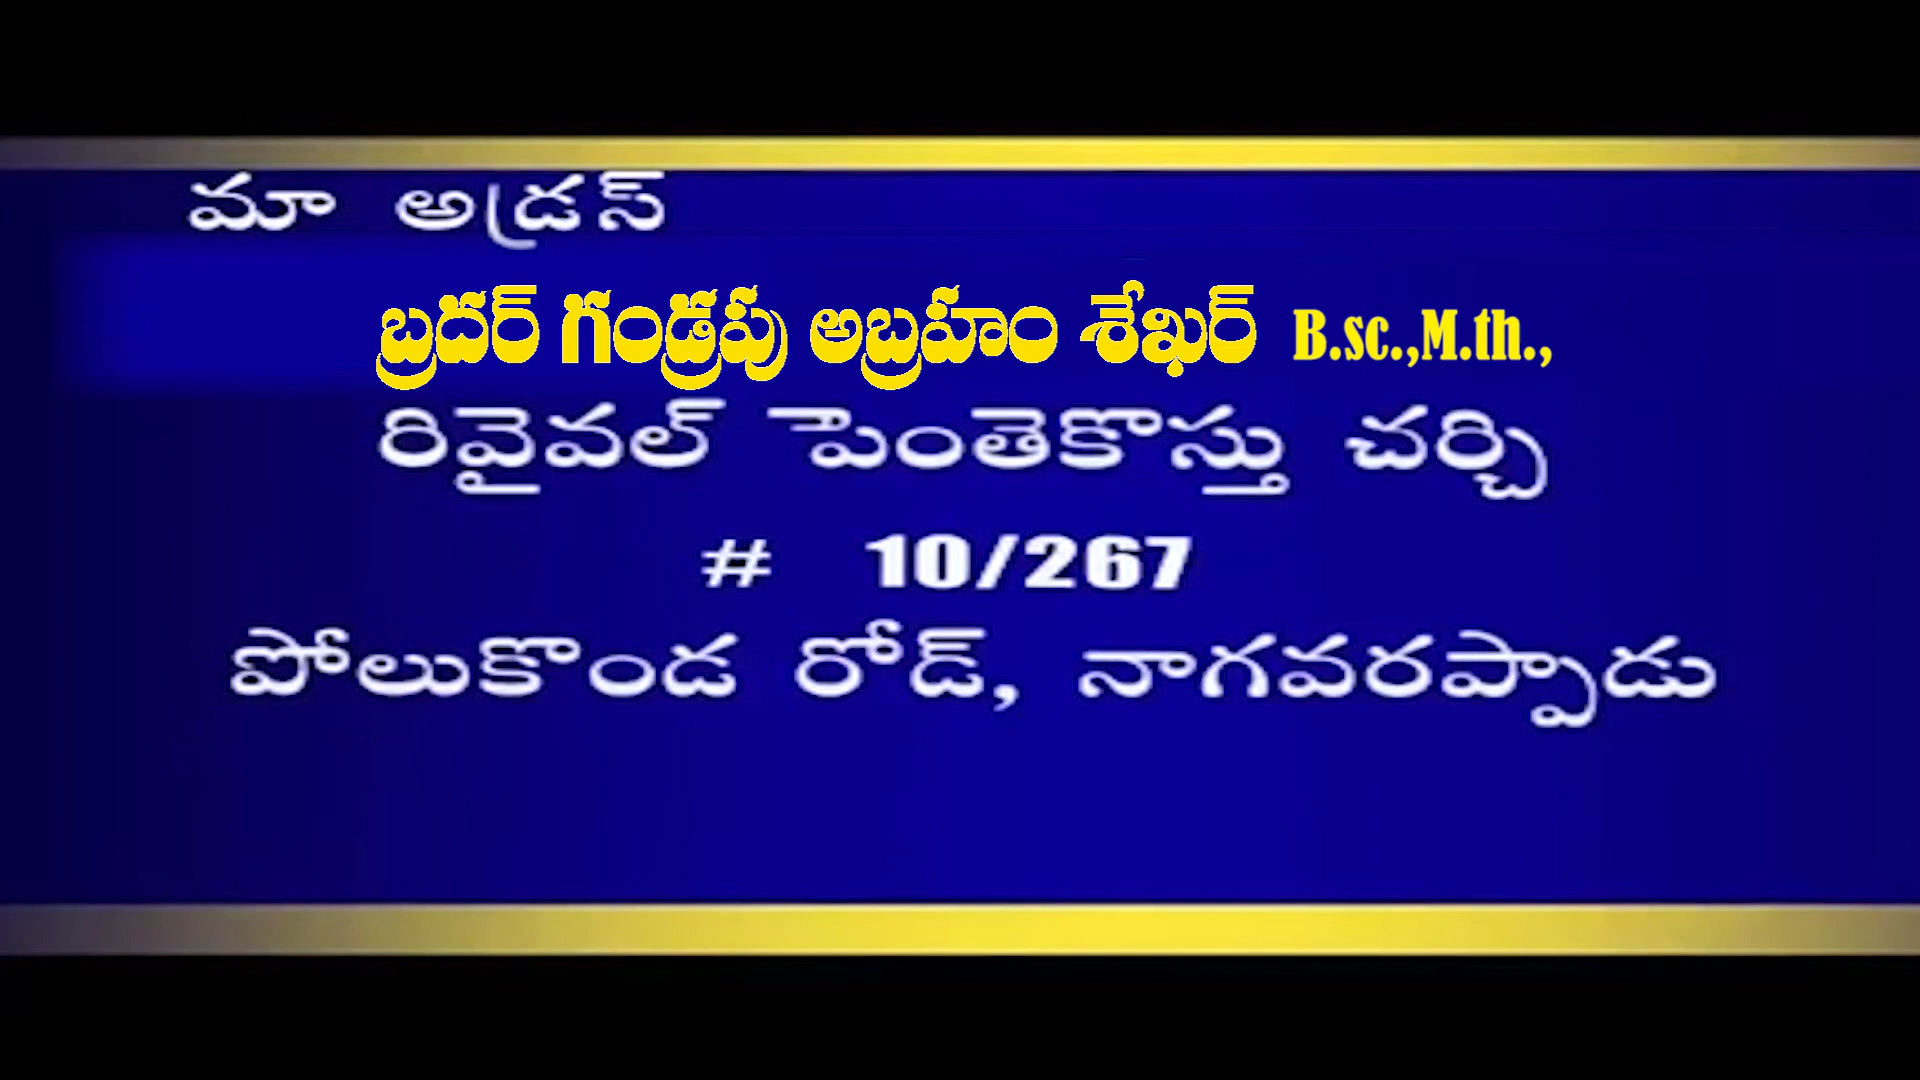 మా అడ్రస్
బ్రదర్ గండ్రపు అబ్రహం శేఖర్ B.sc.,M.th.,
రివైవల్ పెంతెకొస్తు చర్చి
# 10/267
పోలుకొండ రోడ్, నాగవరప్పాడు